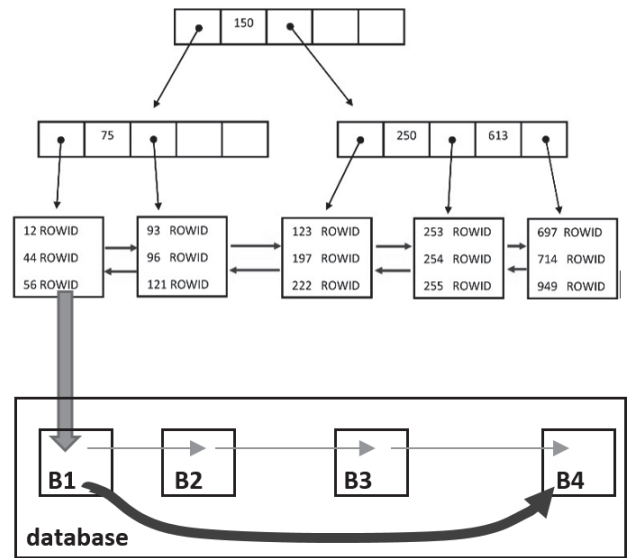 150
75
250 613
12 ROWID
44 ROWID
56 ROWID
93 ROWID
96 ROWID
121 ROWID
123 ROWID
197 ROWID
222 ROWID
253 ROWID
254 ROWID
255 ROWID
697 ROWID
714 ROWID
949 ROWID
B1 B2 B3 B4
database